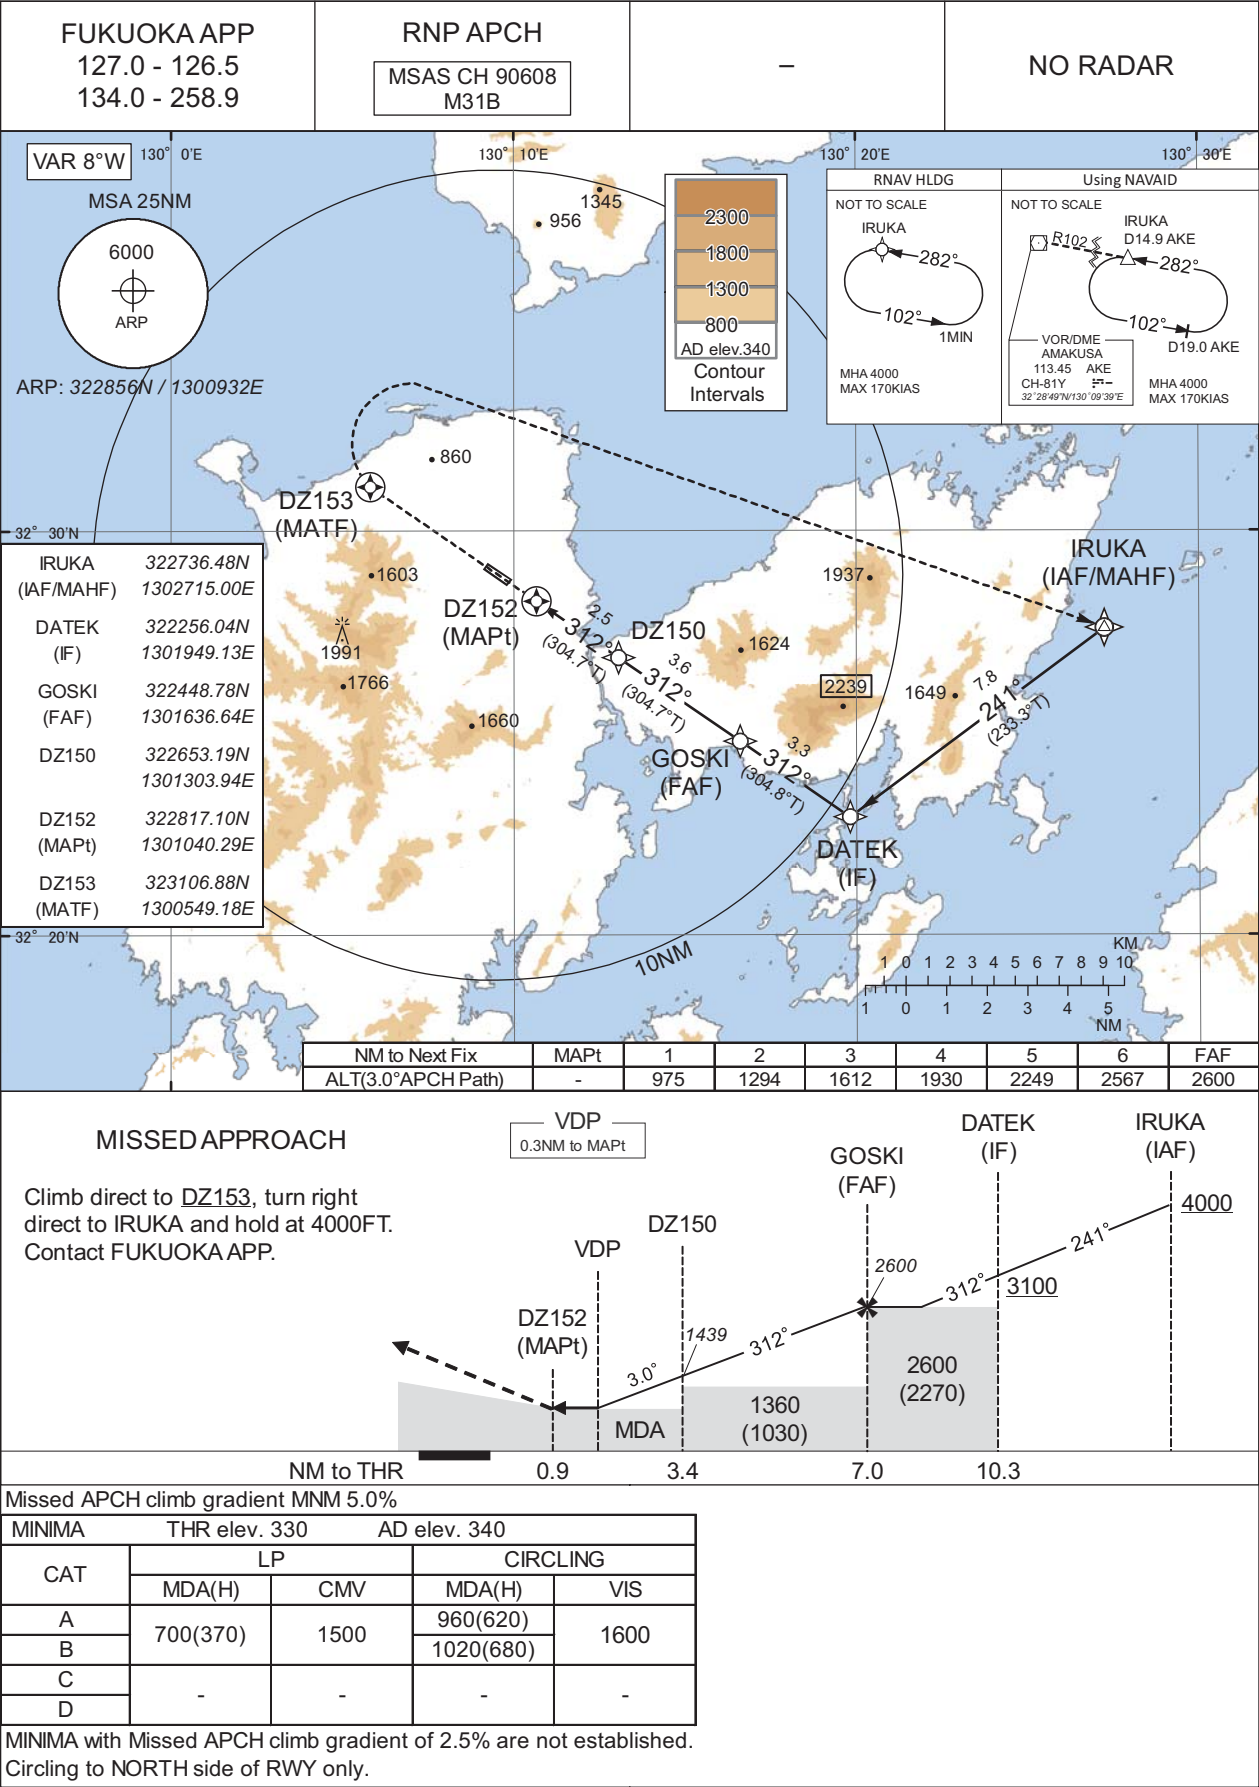 FUKUOKA APP
127.0 - 126.5
134.0 - 258.9
RNP APCH
MSAS CH 90608
M31B
–
NO RADAR
VAR 8°W
130° 0'E
130° 10'E
130° 20'E
130° 30'E
MSA 25NM
6000
ARP
ARP: 322856N / 1300932E
1345
956
2300
1800
1300
800
AD elev.340
Contour
Intervals
RNAV HLDG
NOT TO SCALE
IRUKA
282°
102°
1MIN
MHA 4000
MAX 170KIAS
Using NAVAID
NOT TO SCALE
IRUKA
D14.9 AKE
R102
282°
102°
D19.0 AKE
VOR/DME
AMAKUSA
113.45 AKE
CH-81Y
32°28'49"N/130°09'39"E
MHA 4000
MAX 170KIAS
860
DZ153
(MATF)
32° 30'N
IRUKA
(IAF/MAHF)
1603
1937
DZ152
(MAPt)
2.5
312°
(304.7°T)
DZ150
1624
3.6
312°
(304.7°T)
1991
1766
2239
1649
7.8
241°
(233.3°T)
1660
GOSKI
(FAF)
3.3
312°
(304.8°T)
DATEK
(IF)
IRUKA 322736.48N
(IAF/MAHF) 1302715.00E
DATEK 322256.04N
(IF) 1301949.13E
GOSKI 322448.78N
(FAF) 1301636.64E
DZ150 322653.19N
1301303.94E
DZ152 322817.10N
(MAPt) 1301040.29E
DZ153 323106.88N
(MATF) 1300549.18E
32° 20'N
10NM
KM
1 0 1 2 3 4 5 6 7 8 9 10
1 0 1 2 3 4 5
NM
NM to Next Fix MAPt 1 2 3 4 5 6 FAF
ALT(3.0°APCH Path) - 975 1294 1612 1930 2249 2567 2600
MISSED APPROACH
Climb direct to DZ153, turn right
direct to IRUKA and hold at 4000FT.
Contact FUKUOKA APP.
VDP
0.3NM to MAPt
DATEK
(IF)
IRUKA
(IAF)
GOSKI
(FAF)
DZ150
VDP
DZ152
(MAPt)
4000
241°
3100
312°
2600
1439
312°
3.0°
2600
(2270)
1360
(1030)
MDA
NM to THR 0.9 3.4 7.0 10.3
Missed APCH climb gradient MNM 5.0%
MINIMA THR elev. 330 AD elev. 340
CAT LP CIRCLING
MDA(H) CMV MDA(H) VIS
A 700(370) 1500 960(620) 1600
B 1020(680)
C - - - -
D
MINIMA with Missed APCH climb gradient of 2.5% are not established.
Circling to NORTH side of RWY only.